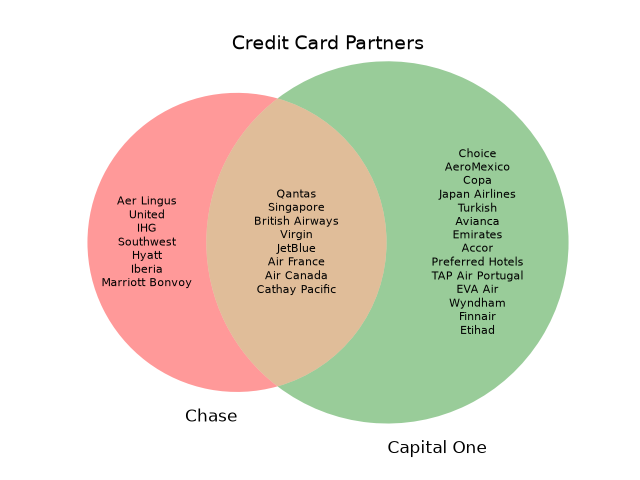 Credit Card Partners
Aer Lingus
United
IHG
Southwest
Hyatt
Iberia
Marriott Bonvoy
Qantas
Singapore
British Airways
Virgin
JetBlue
Air France
Air Canada
Cathay Pacific
Choice
AeroMexico
Copa
Japan Airlines
Turkish
Avianca
Emirates
Accor
Preferred Hotels
TAP Air Portugal
EVA Air
Wyndham
Finnair
Etihad
Chase
Capital One